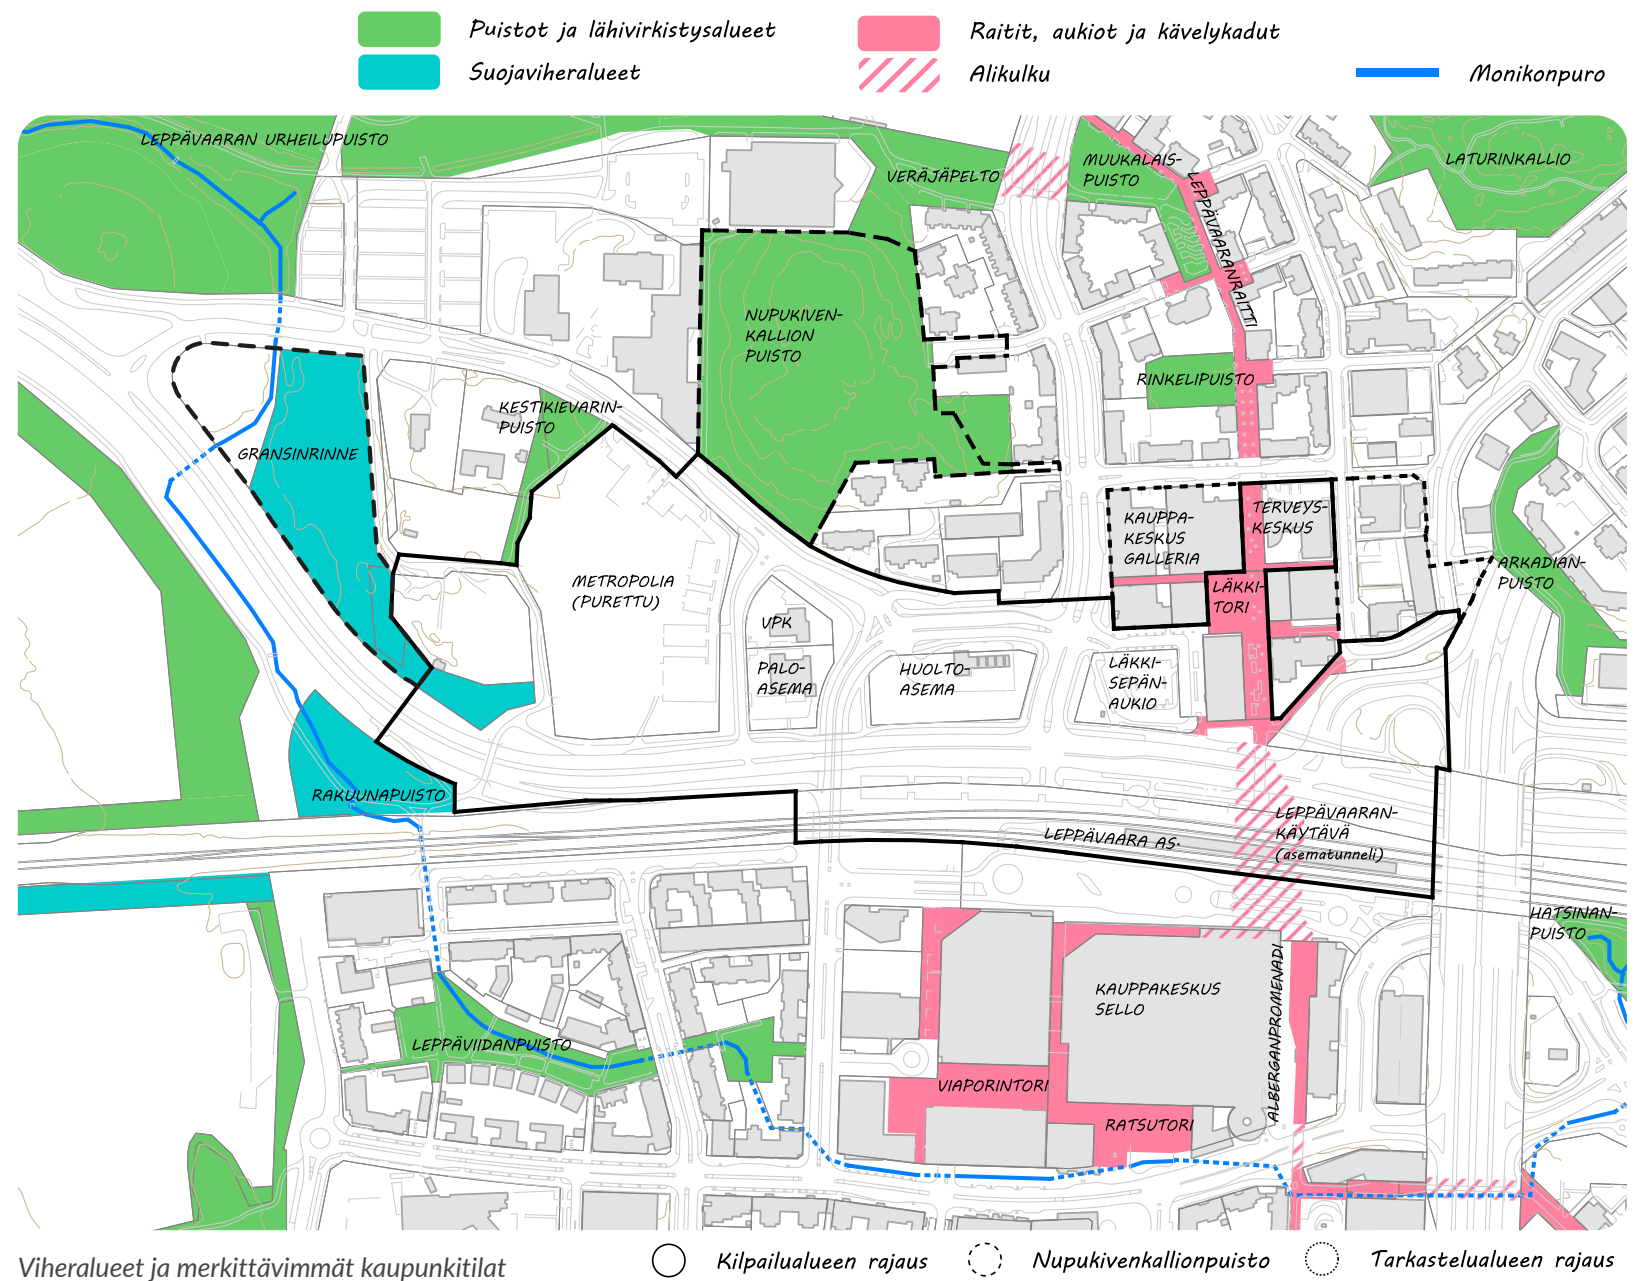 Puistot ja lähivirkistysalueet
Raitit, aukiot ja kävelykadut
Suojaviheralueet
Alikulku
Monikonpuro
LEPPÄVAARAN URHEILUPUISTO
VERÄJÄPELTO
MUUKALAIS-
PUISTO
LATURINKALLIO
LEPPÄVAARANRAITTI
NUPUKIVEN-
KALLION
PUISTO
RINKELIPUISTO
KESTIKIEVARIN-
PUISTO
GRANSINRINNE
KAUPPA-
KESKUS
GALLERIA
TERVEYS-
KESKUS
METROPOLIA
(PURETTU)
LÄKKI-
TORI
ARKADIAN-
PUISTO
VPK
PALO-
ASEMA
HUOLTO-
ASEMA
LÄKKI-
SEPÄN-
AUKIO
RAKUUNAPUISTO
LEPPÄVAARA AS.
LEPPÄVAARAN-
KÄYTÄVÄ
(asematunneli)
HATSINAN-
PUISTO
KAUPPAKESKUS
SELLO
ALBERGANPROMENADI
LEPPÄVIIDANPUISTO
VIAPORINTORI
RATSUTORI
Viheralueet ja merkittävimmät kaupunkitilat
Kilpailualueen rajaus
Nupukivenkallionpuisto
Tarkastelualueen rajaus